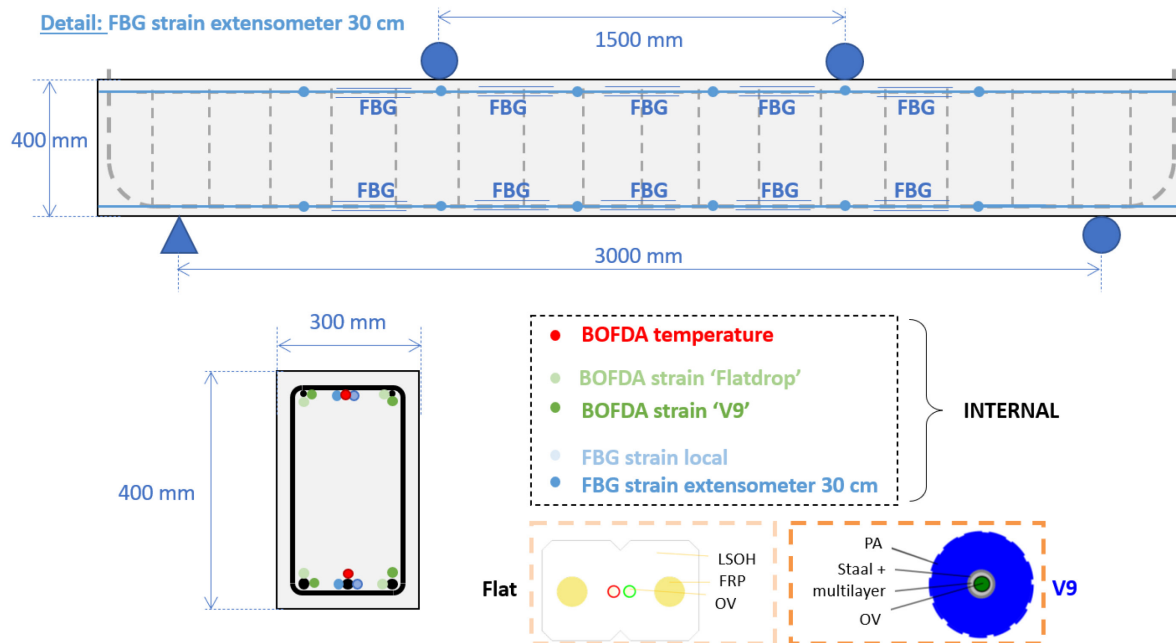 Detail: FBG strain extensometer 30 cm
1500 mm
FBG FBG FBG FBG FBG
400 mm
FBG FBG FBG FBG FBG
3000 mm
300 mm
400 mm
BOFDA temperature
BOFDA strain ‘Flatdrop’
BOFDA strain ‘V9’
FBG strain local
FBG strain extensometer 30 cm
INTERNAL
Flat
LSOH
FRP
OV
PA
Staal +
multilayer
OV
V9